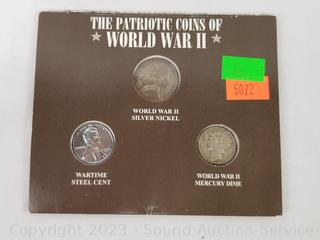 THE PATRIOTIC COINS OF
WORLD WAR II
5072
WORLD WAR II
SILVER NICKEL
WARTIME
STEEL CENT
WORLD WAR II
MERCURY DIME
Copyright 2023 - Sound Auction Service